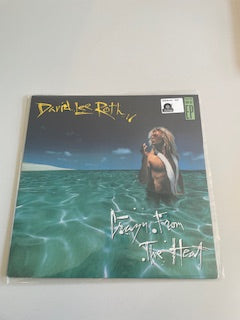 David Lee Roth
Crazy From
The Heat